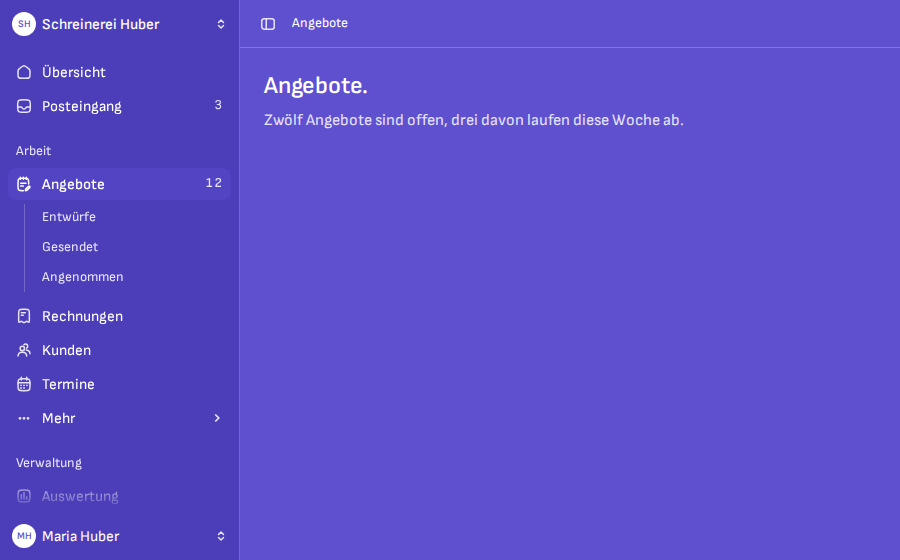 SH Schreinerei Huber
Übersicht
Posteingang 3
Arbeit
Angebote 12
Entwürfe
Gesendet
Angenommen
Rechnungen
Kunden
Termine
Mehr
Verwaltung
Auswertung
MH Maria Huber
Angebote
Angebote.
Zwölf Angebote sind offen, drei davon laufen diese Woche ab.